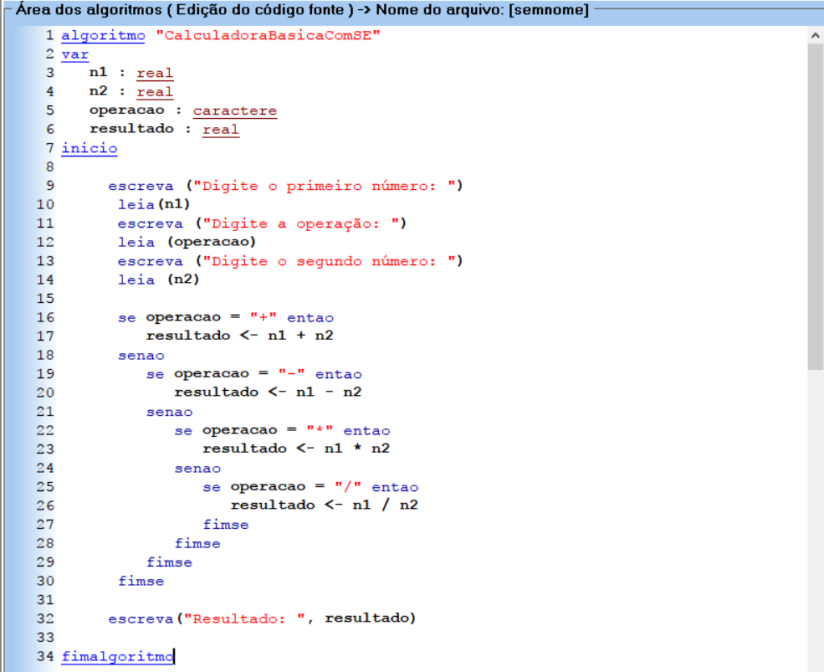 Área dos algoritmos ( Edição do código fonte ) -> Nome do arquivo: [semnome]
1 algoritmo "CalculadoraBasicaComSE"
2 var
3 n1 : real
4 n2 : real
5 operacao : caractere
6 resultado : real
7 inicio
8
9 escreva ("Digite o primeiro número: ")
10 leia(n1)
11 escreva ("Digite a operação: ")
12 leia (operacao)
13 escreva ("Digite o segundo número: ")
14 leia (n2)
15
16 se operacao = "+" entao
17 resultado <- n1 + n2
18 senao
19 se operacao = "-" entao
20 resultado <- n1 - n2
21 senao
22 se operacao = "*" entao
23 resultado <- n1 * n2
24 senao
25 se operacao = "/" entao
26 resultado <- n1 / n2
27 fimse
28 fimse
29 fimse
30 fimse
31
32 escreva("Resultado: ", resultado)
33
34 fimalgoritmo